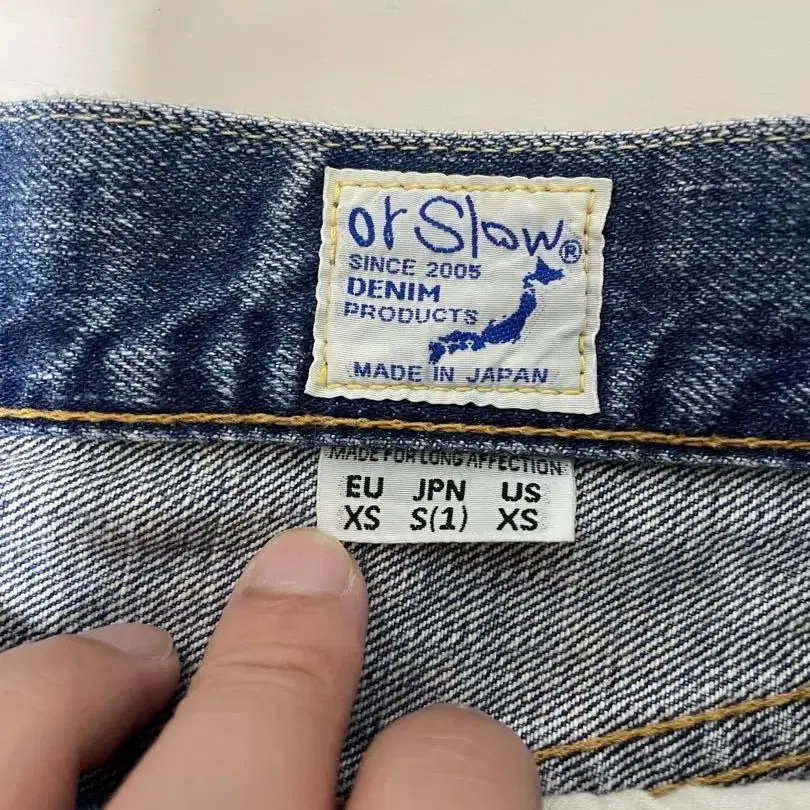 orSlow®
SINCE 2005
DENIM
PRODUCTS
MADE IN JAPAN
MADE FOR LONG AFFECTION
EU JPN US
XS S(1) XS